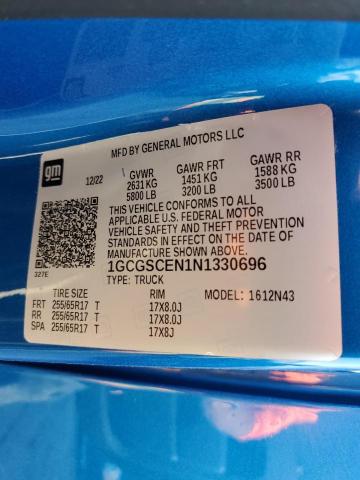 MFD BY GENERAL MOTORS LLC
gm
12/22
GVWR GAWR FRT GAWR RR
2631 KG 1451 KG 1588 KG
5800 LB 3200 LB 3500 LB
THIS VEHICLE CONFORMS TO ALL
APPLICABLE U.S. FEDERAL MOTOR
VEHICLE SAFETY AND THEFT PREVENTION
STANDARDS IN EFFECT ON THE DATE OF
MANUFACTURE SHOWN ABOVE.
327E
1GCGSCEN1N1330696
TYPE: TRUCK
MODEL: 1612N43
TIRE SIZE RIM
FRT 255/65R17 T 17X8.0J
RR 255/65R17 T 17X8.0J
SPA 255/65R17 T 17X8J